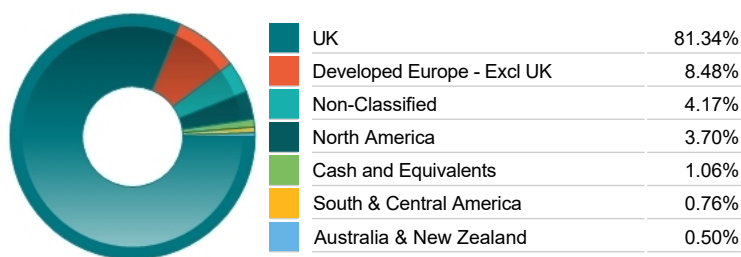 UK 81.34%
Developed Europe - Excl UK 8.48%
Non-Classified 4.17%
North America 3.70%
Cash and Equivalents 1.06%
South & Central America 0.76%
Australia & New Zealand 0.50%